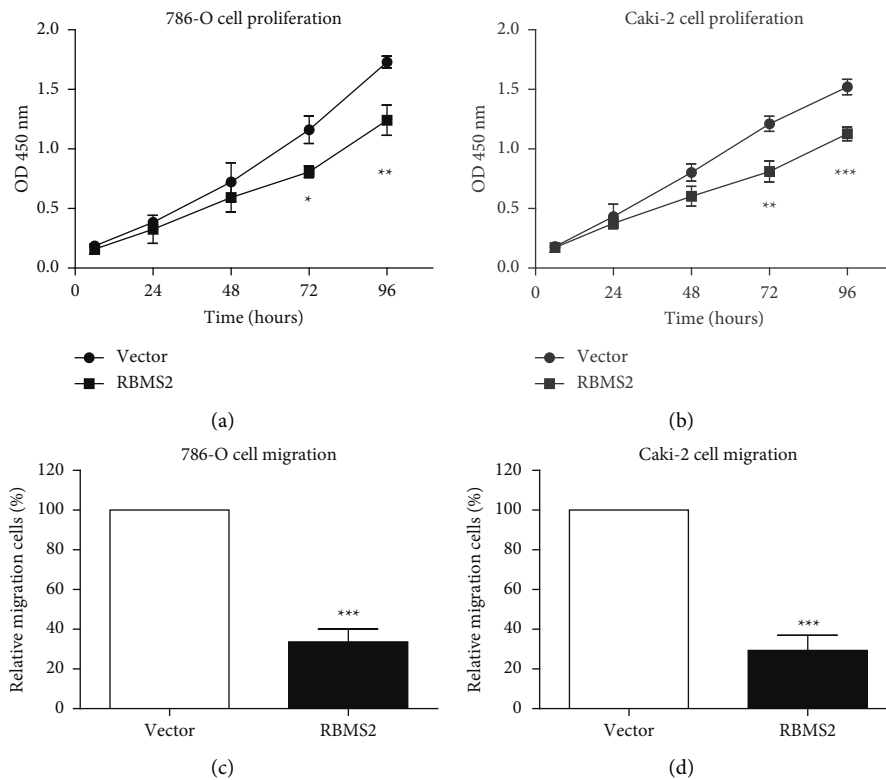 786-O cell proliferation
2.0
1.5
1.0
0.5
0.0
OD 450 nm
*
**
0 24 48 72 96
Time (hours)
Vector
RBMS2
(a)
Caki-2 cell proliferation
2.0
1.5
1.0
0.5
0.0
OD 450 nm
**
***
0 24 48 72 96
Time (hours)
Vector
RBMS2
(b)
786-O cell migration
120
100
80
60
40
20
0
Relative migration cells (%)
***
Vector RBMS2
(c)
Caki-2 cell migration
120
100
80
60
40
20
0
Relative migration cells (%)
***
Vector RBMS2
(d)